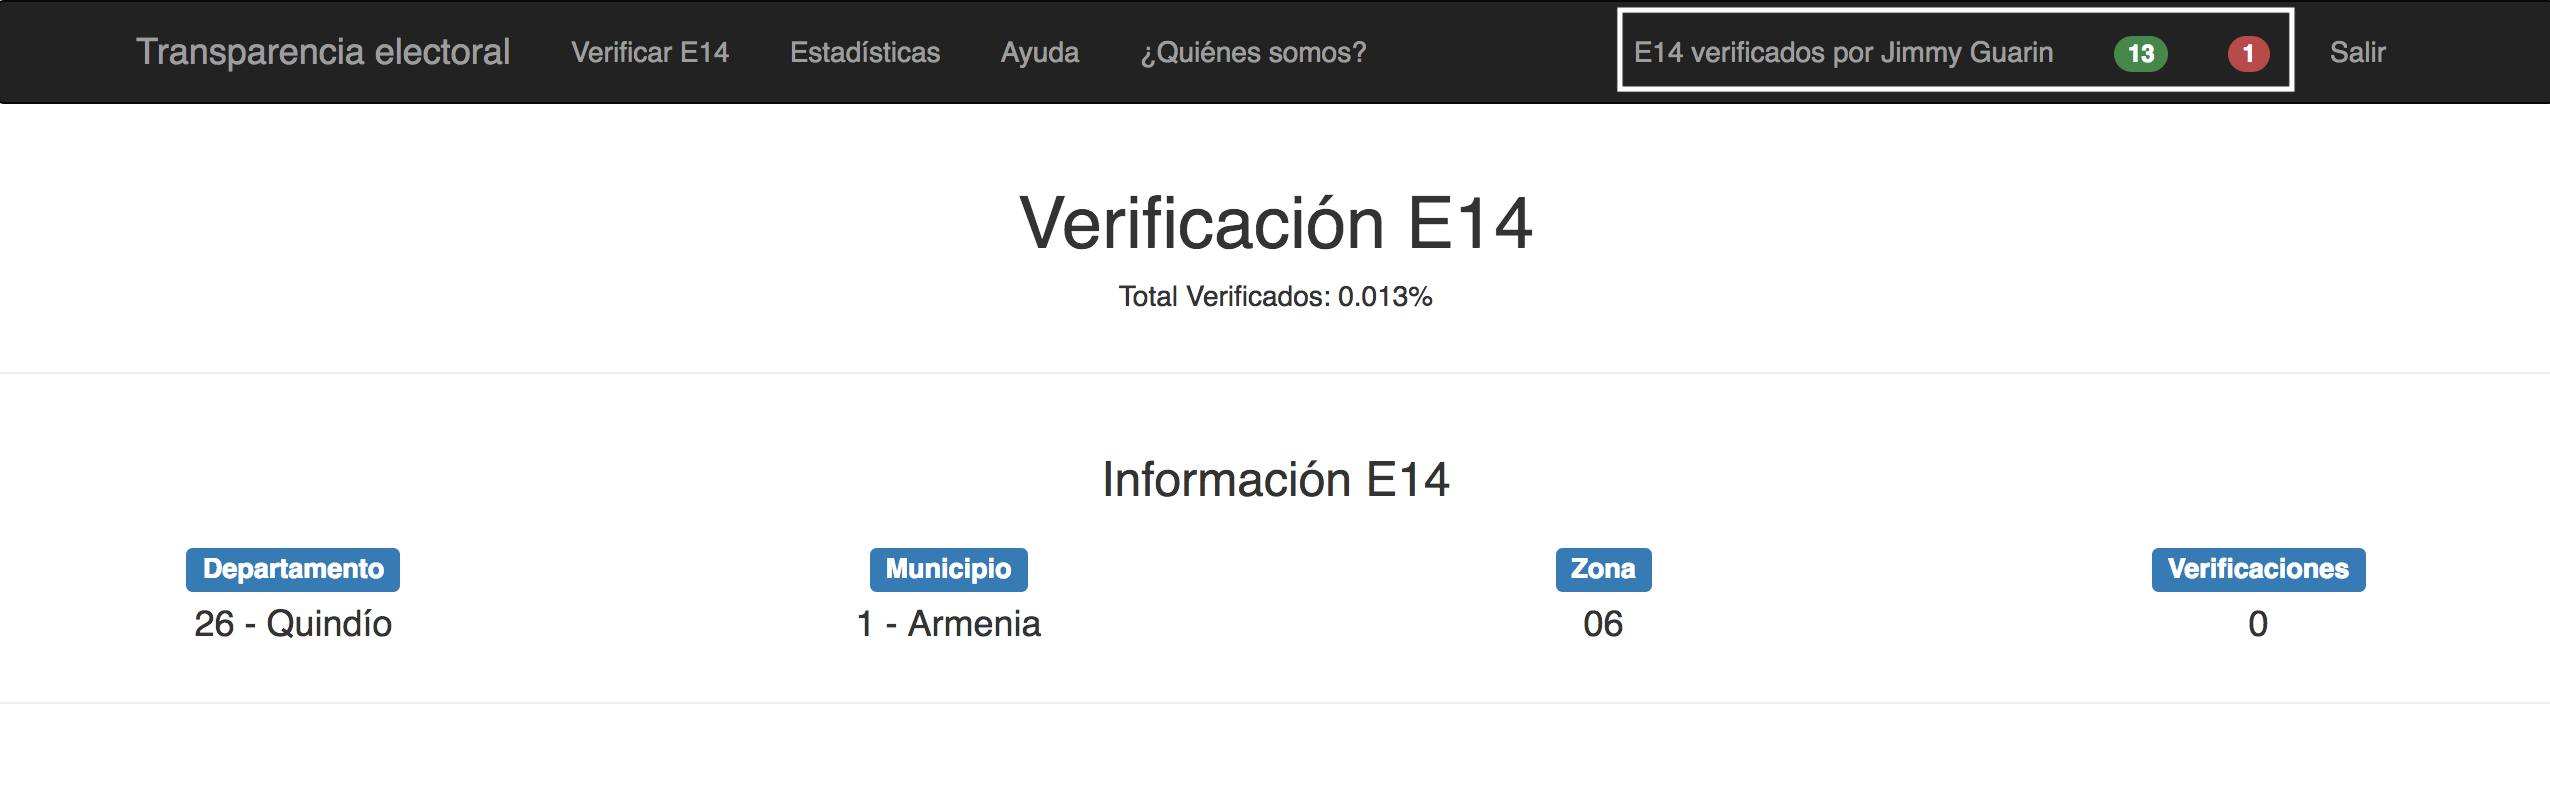 Transparencia electoral Verificar E14 Estadísticas Ayuda ¿Quiénes somos? E14 verificados por Jimmy Guarin 13 1 Salir
Verificación E14
Total Verificados: 0.013%
Información E14
Departamento Municipio Zona Verificaciones
26 - Quindío 1 - Armenia 06 0